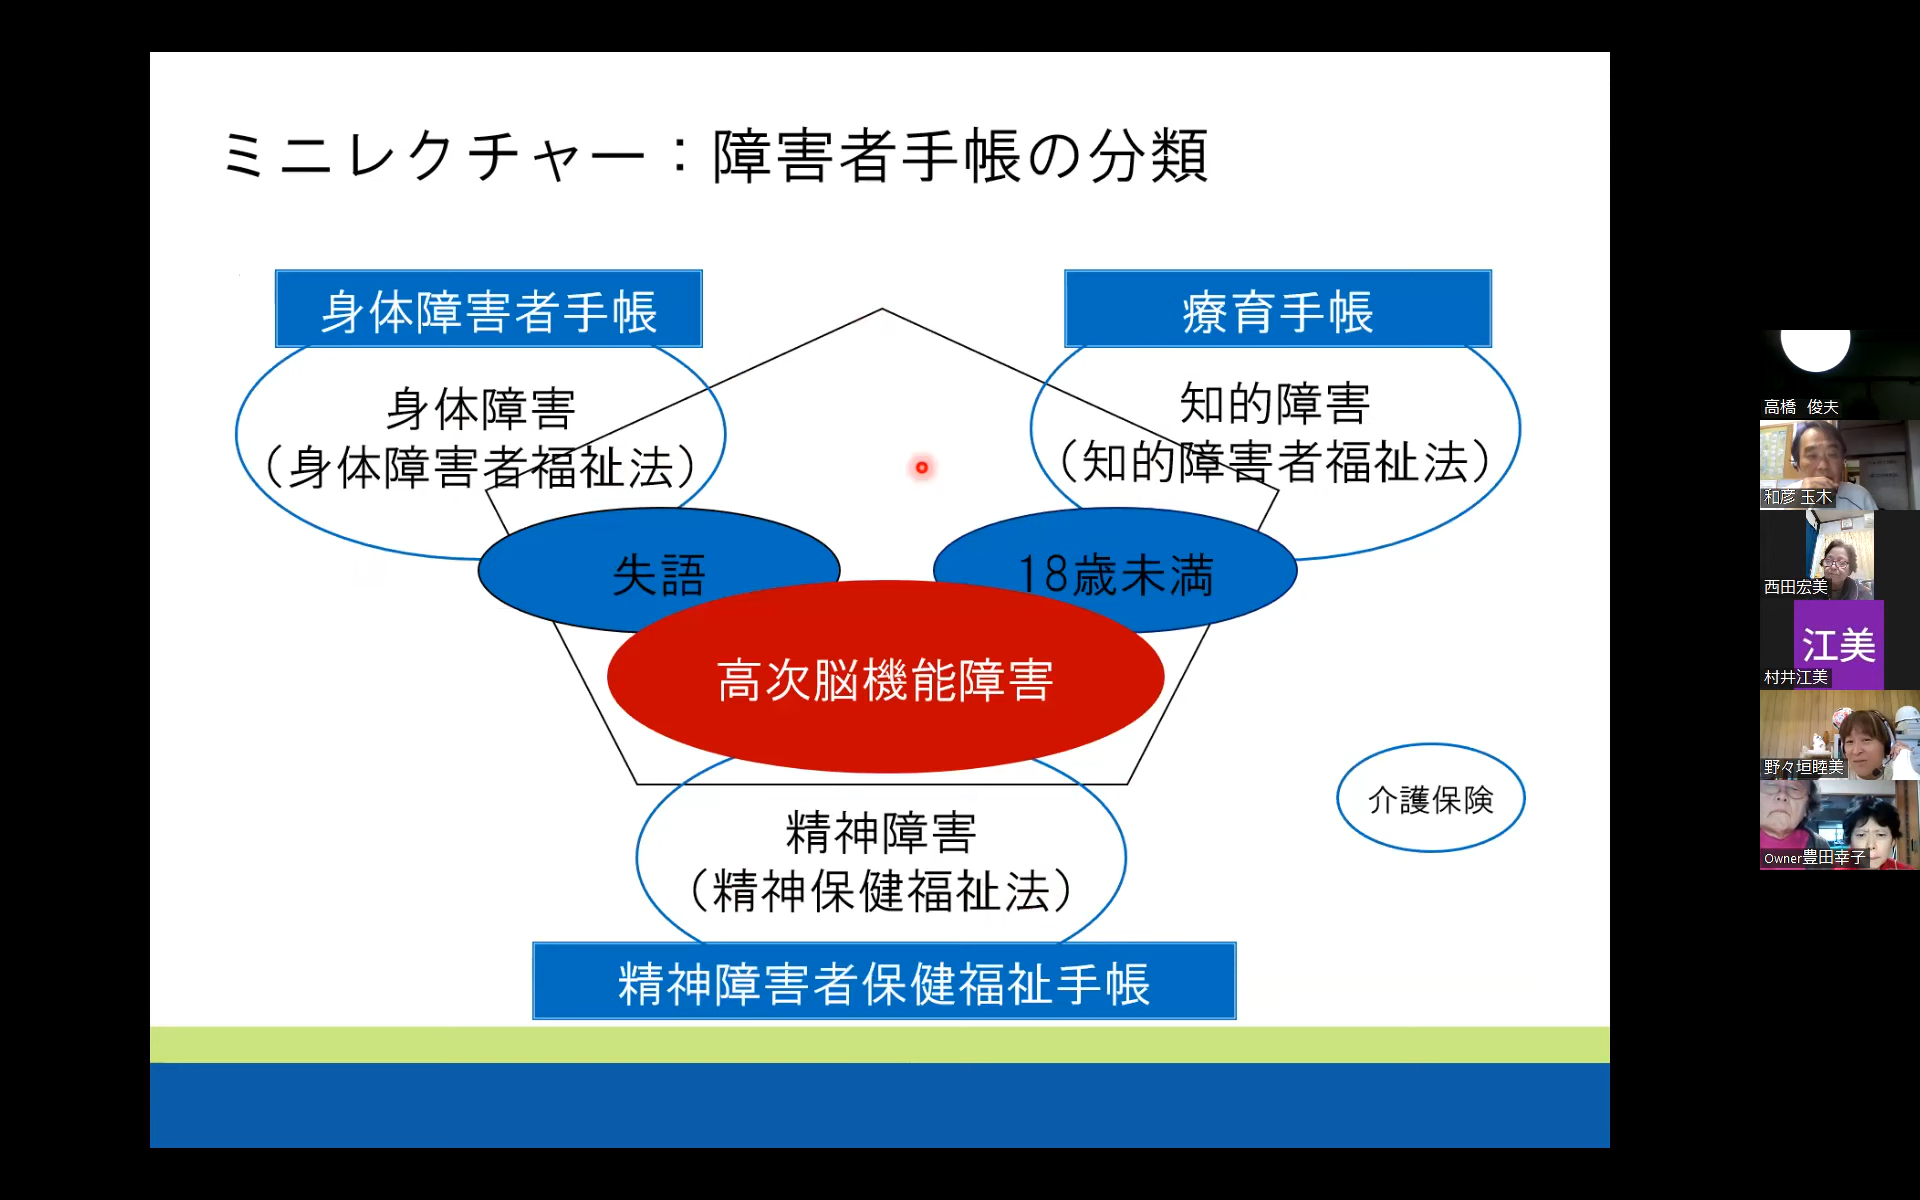 ミニレクチャー：障害者手帳の分類
身体障害者手帳
療育手帳
身体障害
（身体障害者福祉法）
知的障害
（知的障害者福祉法）
失語
18歳未満
高次脳機能障害
精神障害
（精神保健福祉法）
精神障害者保健福祉手帳
介護保険
高橋 俊夫
和彦 玉木
西田宏美
江美
村井江美
野々垣睦美
Owner豊田幸子